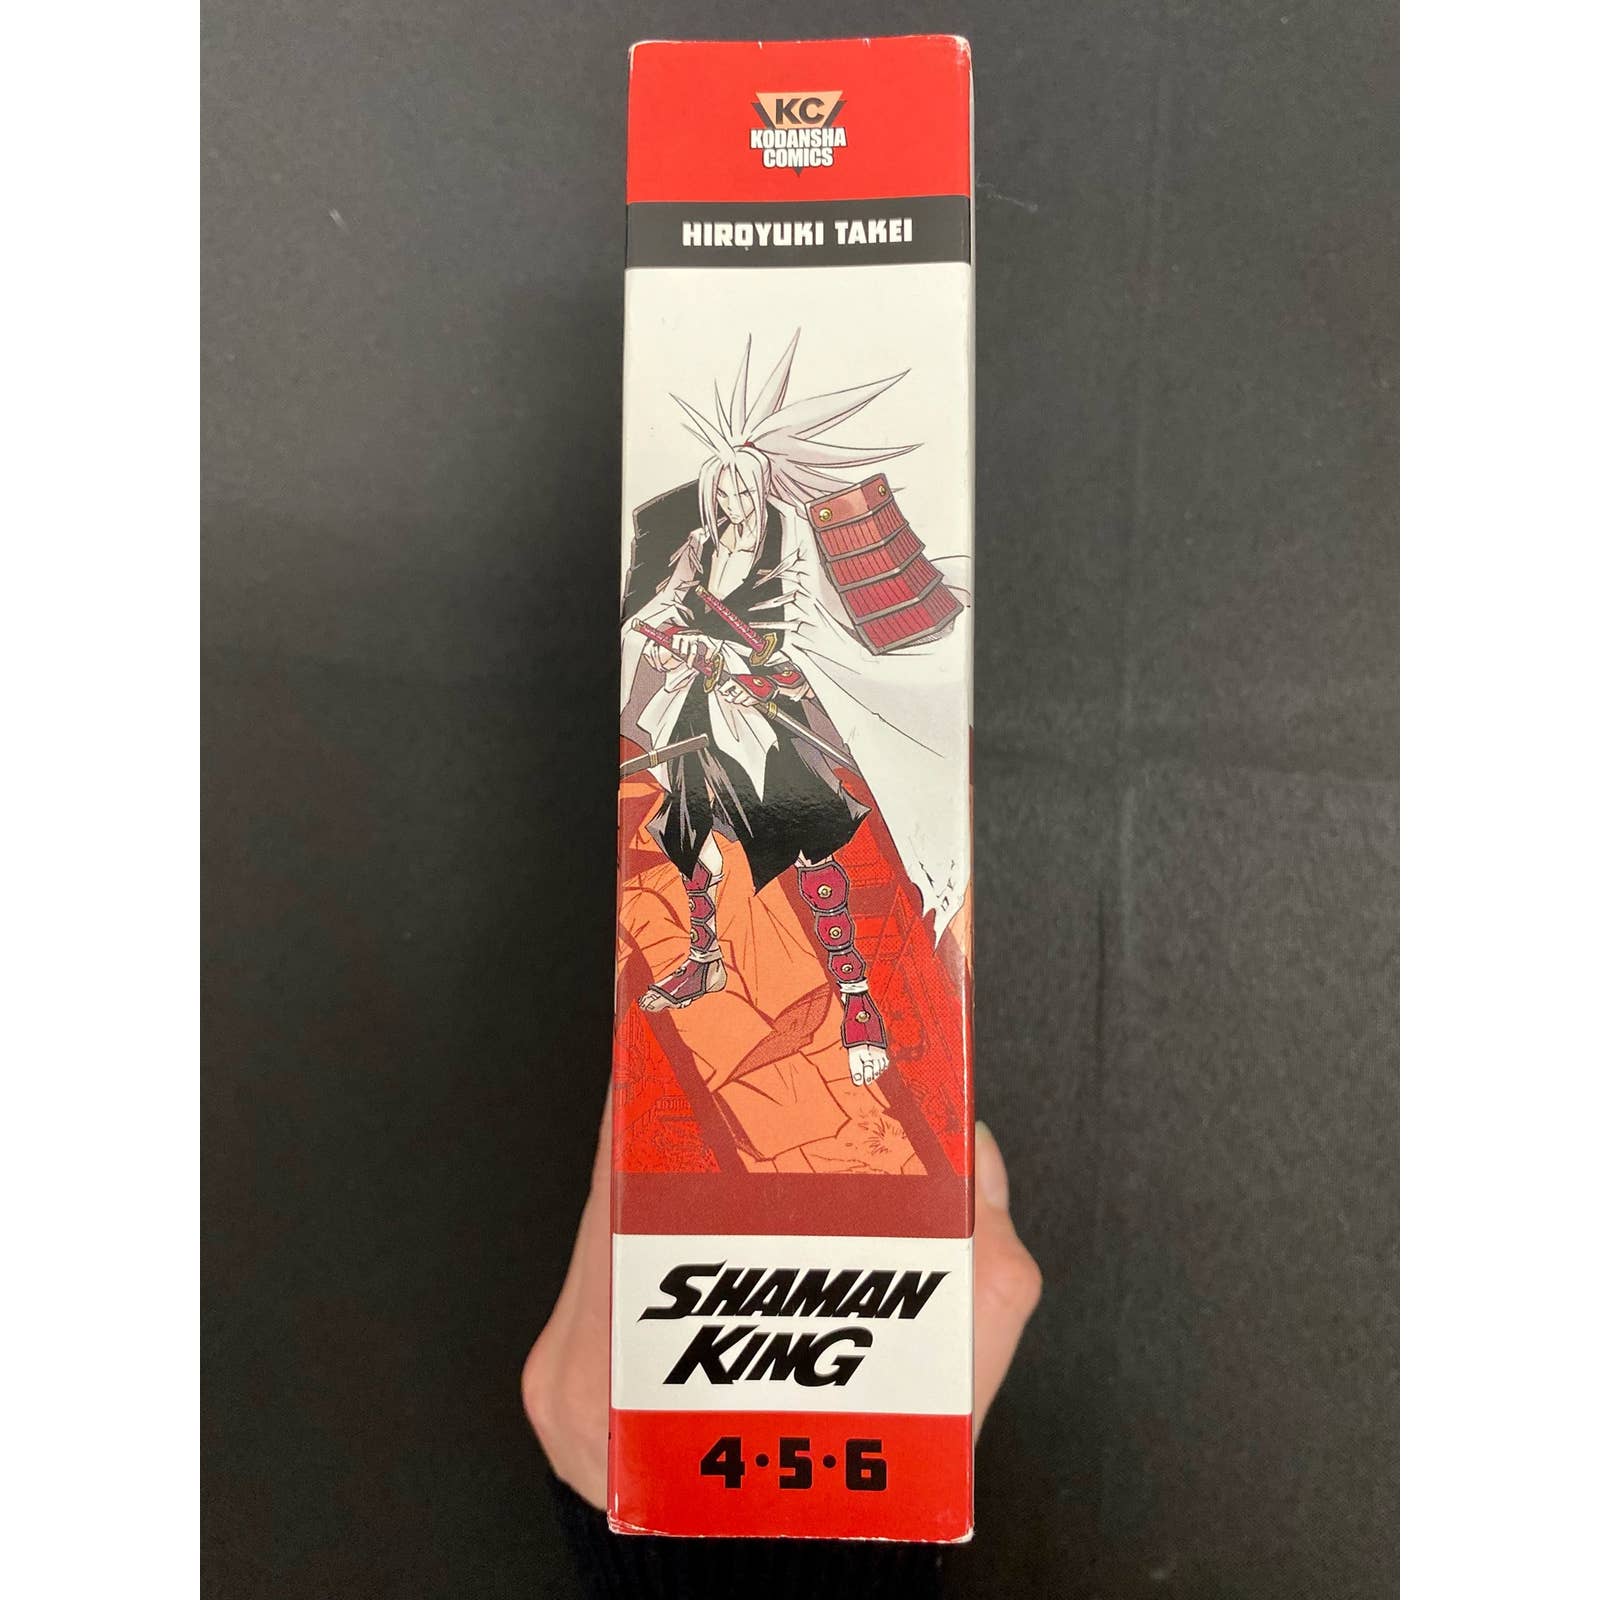 KC
KODANSHA
COMICS
HIROYUKI TAKEI
SHAMAN
KING
4•5•6